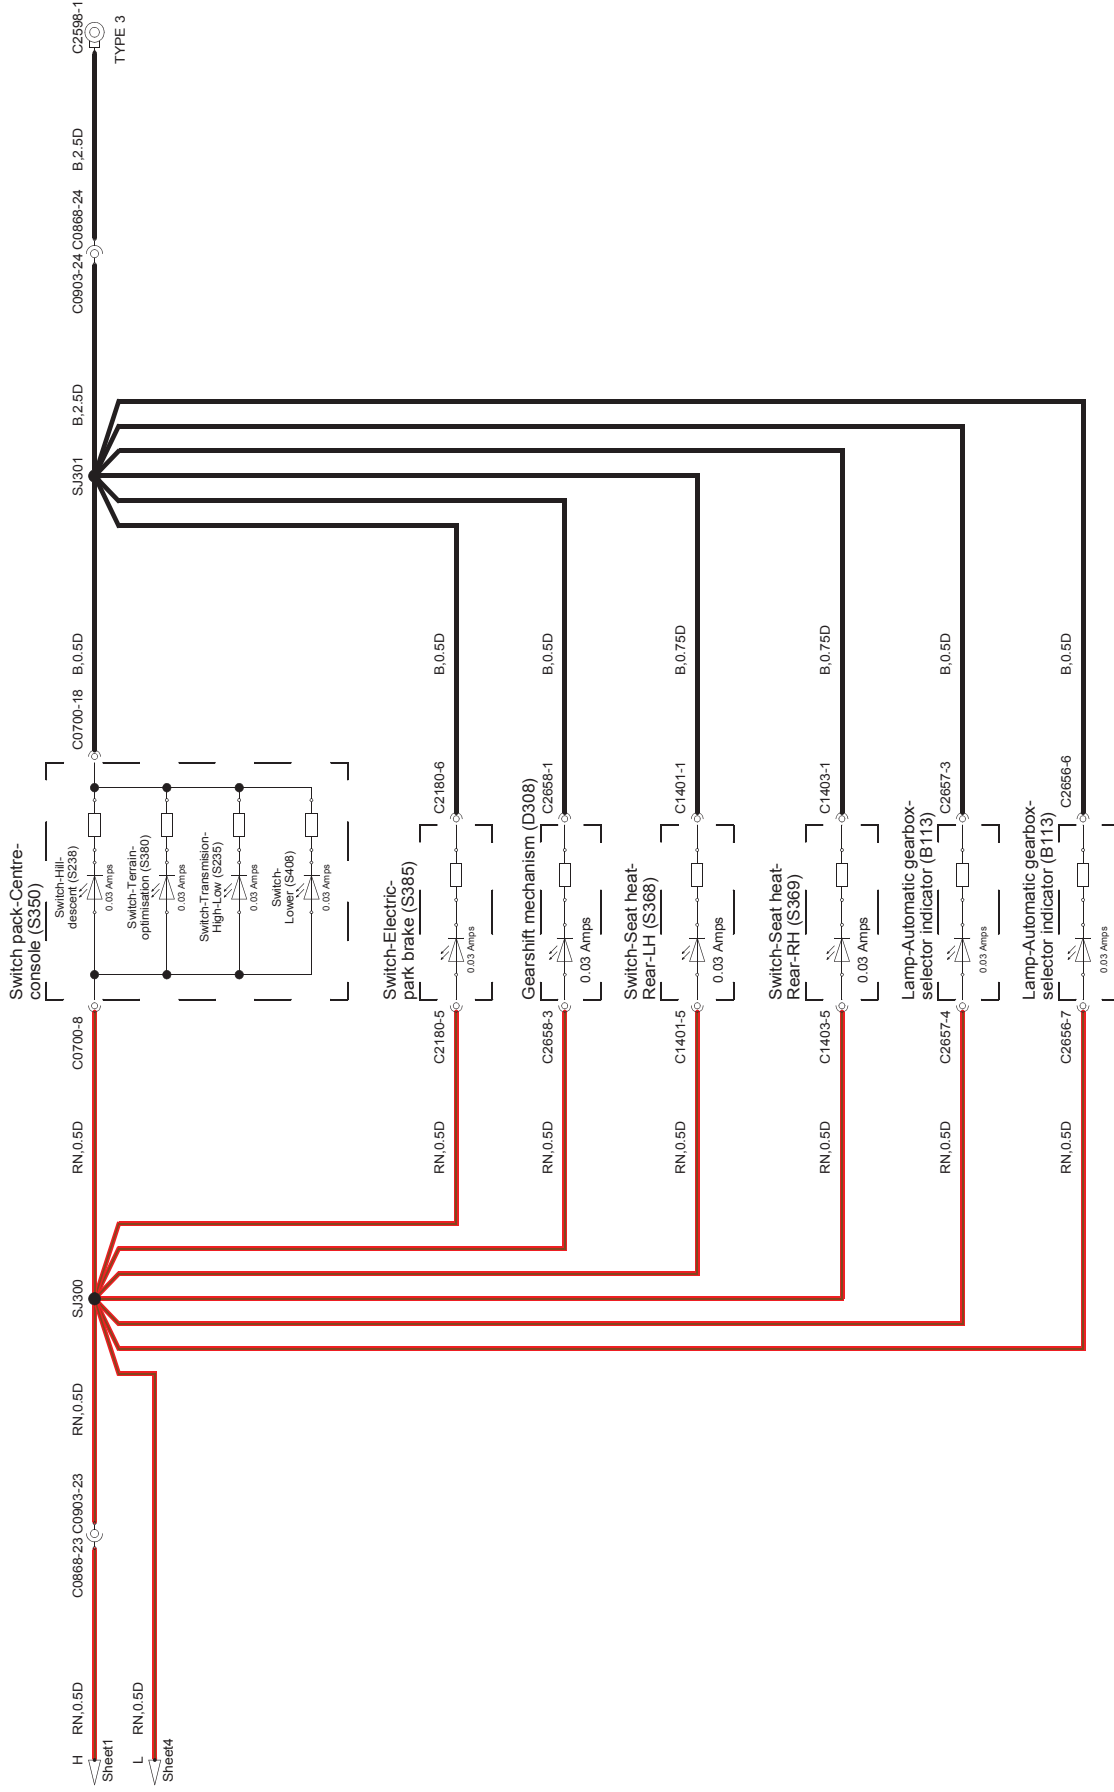 H
Sheet1
RN,0.5D
C0868-23
C0903-23
RN,0.5D
SJ300
RN,0.5D
C0700-8
Switch pack-Centre-
console (S350)
Switch-Hill-
descent (S238)
0.03 Amps
Switch-Terrain-
optimisation (S380)
0.03 Amps
Switch-Transmision-
High-Low (S235)
0.03 Amps
Switch-
Lower (S408)
0.03 Amps
C0700-18
B,0.5D
SJ301
B,2.5D
C0903-24
C0868-24
B,2.5D
C2598-1
TYPE 3
L
Sheet4
RN,0.5D
RN,0.5D
C2180-5
Switch-Electric-
park brake (S385)
0.03 Amps
C2180-6
B,0.5D
RN,0.5D
C2658-3
Gearshift mechanism (D308)
0.03 Amps
C2658-1
B,0.5D
RN,0.5D
C1401-5
Switch-Seat heat-
Rear-LH (S368)
0.03 Amps
C1401-1
B,0.75D
RN,0.5D
C1403-5
Switch-Seat heat-
Rear-RH (S369)
0.03 Amps
C1403-1
B,0.75D
RN,0.5D
C2657-4
Lamp-Automatic gearbox-
selector indicator (B113)
0.03 Amps
C2657-3
B,0.5D
RN,0.5D
C2656-7
Lamp-Automatic gearbox-
selector indicator (B113)
0.03 Amps
C2656-6
B,0.5D